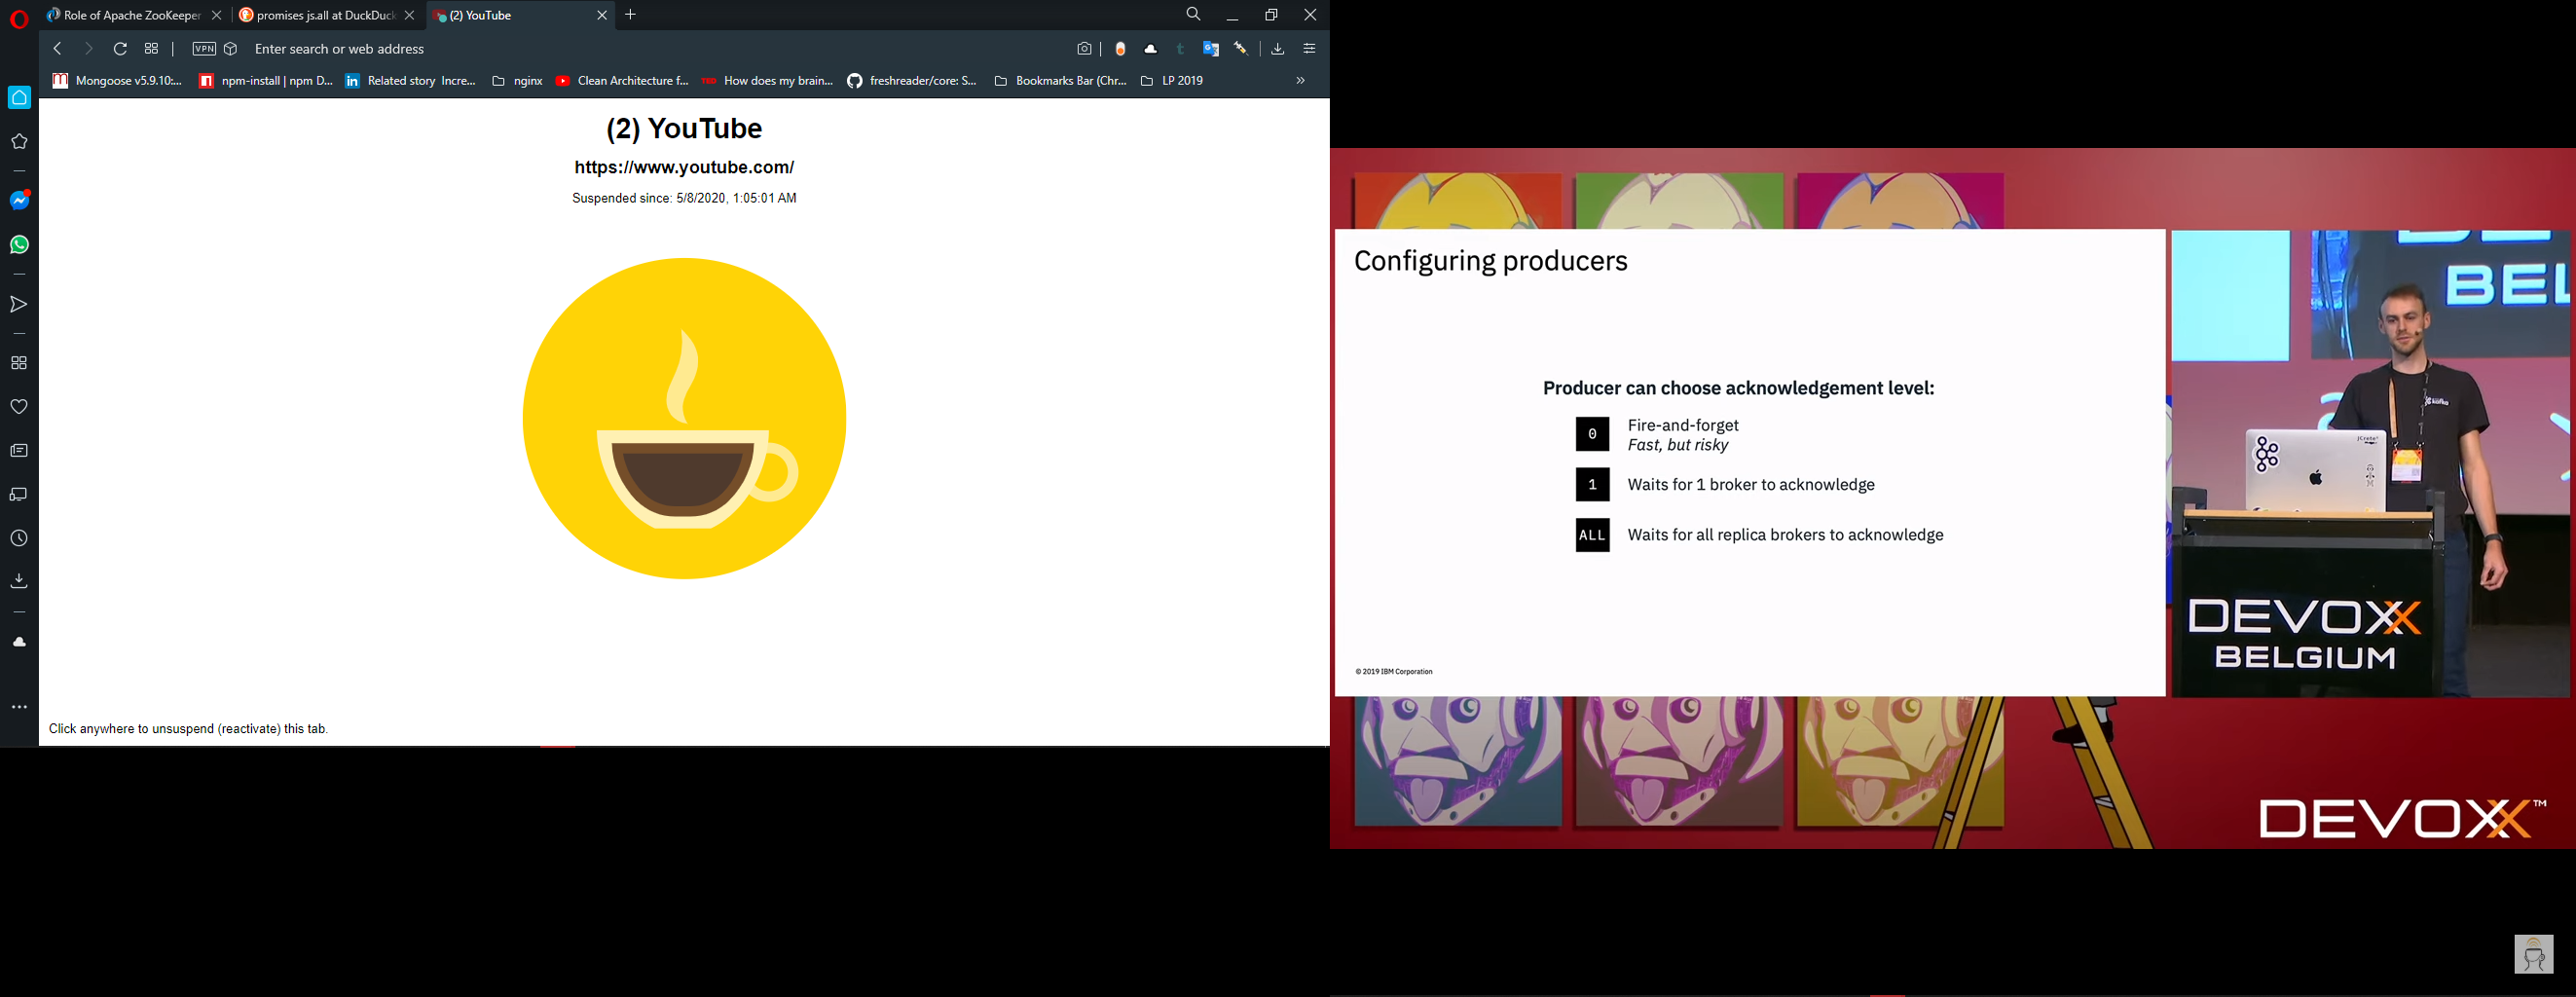 Role of Apache ZooKeeper
promises js.all at DuckDuck
(2) YouTube
VPN
Enter search or web address
Mongoose v5.9.10:...
npm-install | npm D...
Related story Incre...
nginx
Clean Architecture f...
TED
How does my brain...
freshreader/core: S...
Bookmarks Bar (Chr...
LP 2019
(2) YouTube
https://www.youtube.com/
Suspended since: 5/8/2020, 1:05:01 AM
Click anywhere to unsuspend (reactivate) this tab.
Configuring producers
Producer can choose acknowledgement level:
0 Fire-and-forget
Fast, but risky
1 Waits for 1 broker to acknowledge
ALL Waits for all replica brokers to acknowledge
© 2019 IBM Corporation
BEL
kafka
DEVOXX
BELGIUM
DEVOXX™